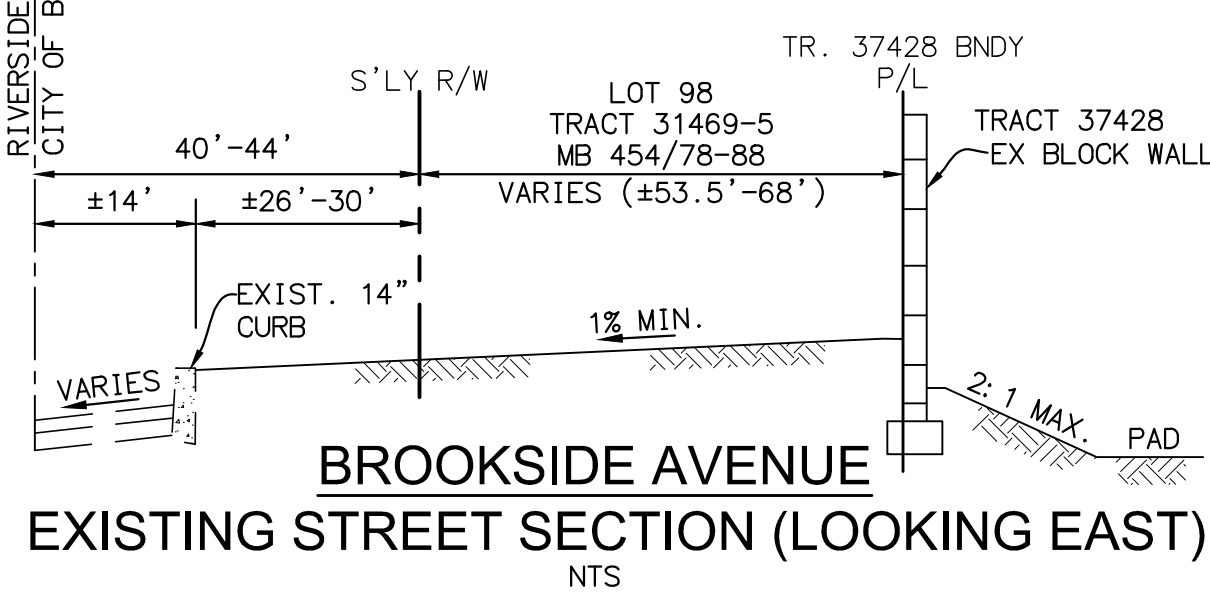 RIVERSIDE
CITY OF B
S'LY R/W
TR. 37428 BNDY
P/L
LOT 98
TRACT 31469-5
MB 454/78-88
VARIES (±53.5'-68')
TRACT 37428
EX BLOCK WALL
40'-44'
±14'
±26'-30'
EXIST. 14"
CURB
1% MIN.
VARIES
2:1 MAX.
PAD
BROOKSIDE AVENUE
EXISTING STREET SECTION (LOOKING EAST)
NTS